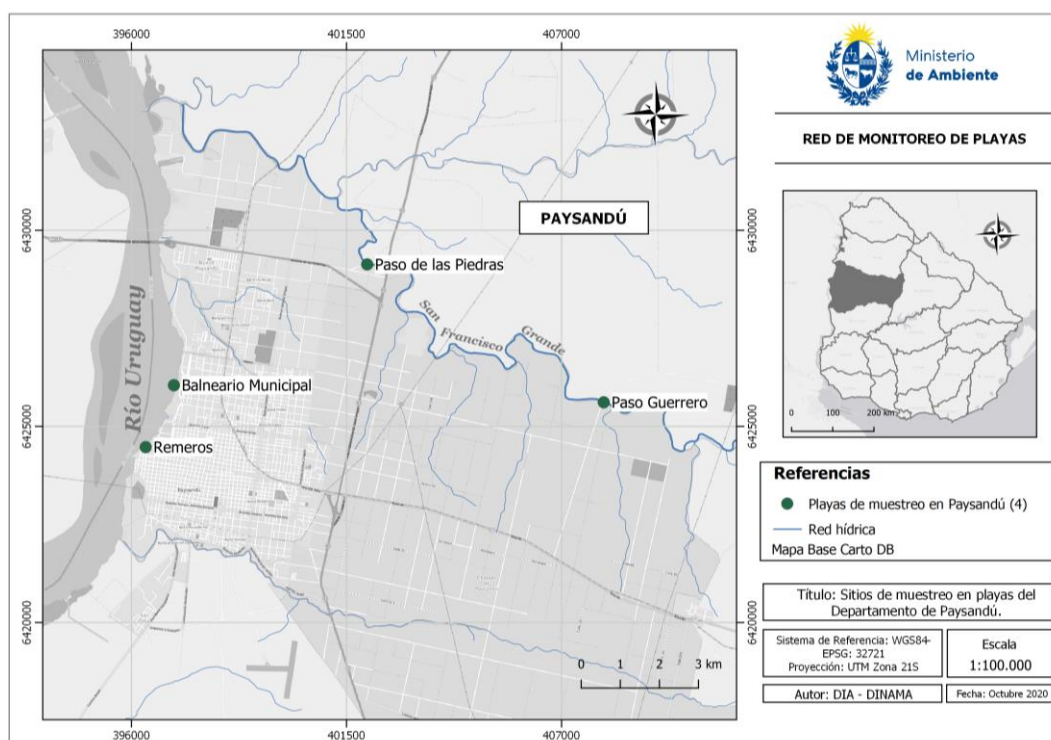 396000
401500
407000
6430000
6425000
6420000
6430000
6425000
6420000
396000
401500
407000
PAYSANDÚ
Paso de las Piedras
San Francisco Grande
Río Uruguay
Balneario Municipal
Paso Guerrero
Remeros
0 1 2 3 km
Ministerio
de Ambiente
RED DE MONITOREO DE PLAYAS
0 100 200 km
Referencias
Playas de muestreo en Paysandú (4)
Red hídrica
Mapa Base Carto DB
Título: Sitios de muestreo en playas del
Departamento de Paysandú.
Sistema de Referencia: WGS84-
EPSG: 32721
Proyección: UTM Zona 21S
Escala
1:100.000
Autor: DIA - DINAMA
Fecha: Octubre 2020